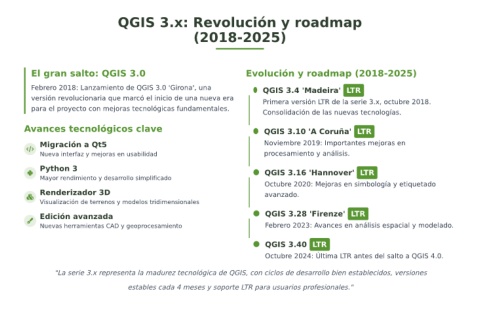 QGIS 3.x: Revolución y roadmap
(2018-2025)
El gran salto: QGIS 3.0
Febrero 2018: Lanzamiento de QGIS 3.0 'Girona', una
versión revolucionaria que marcó el inicio de una nueva era
para el proyecto con mejoras tecnológicas fundamentales.
Avances tecnológicos clave
</> Migración a Qt5
Nueva interfaz y mejoras en usabilidad
Python 3
Mayor rendimiento y desarrollo simplificado
Renderizador 3D
Visualización de terrenos y modelos tridimensionales
Edición avanzada
Nuevas herramientas CAD y geoprocesamiento
Evolución y roadmap (2018-2025)
QGIS 3.4 'Madeira' LTR
Primera versión LTR de la serie 3.x, octubre 2018.
Consolidación de las nuevas tecnologías.
QGIS 3.10 'A Coruña' LTR
Noviembre 2019: Importantes mejoras en
procesamiento y análisis.
QGIS 3.16 'Hannover' LTR
Octubre 2020: Mejoras en simbología y etiquetado
avanzado.
QGIS 3.28 'Firenze' LTR
Febrero 2023: Avances en análisis espacial y modelado.
QGIS 3.40 LTR
Octubre 2024: Última LTR antes del salto a QGIS 4.0.
"La serie 3.x representa la madurez tecnológica de QGIS, con ciclos de desarrollo bien establecidos, versiones
estables cada 4 meses y soporte LTR para usuarios profesionales."